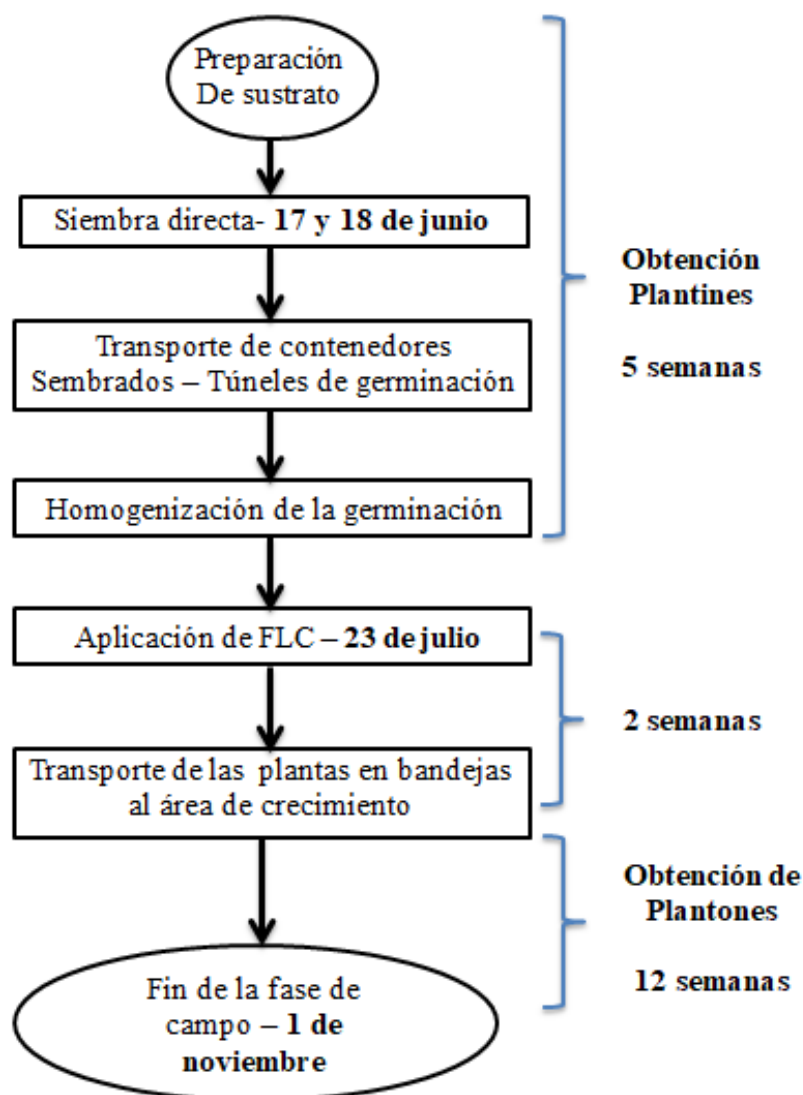 Preparación
De sustrato
Siembra directa- 17 y 18 de junio
Transporte de contenedores
Sembrados – Túneles de germinación
Homogenización de la germinación
Obtención
Plantines
5 semanas
Aplicación de FLC – 23 de julio
Transporte de las plantas en bandejas
al área de crecimiento
2 semanas
Fin de la fase de
campo – 1 de
noviembre
Obtención de
Plantones
12 semanas